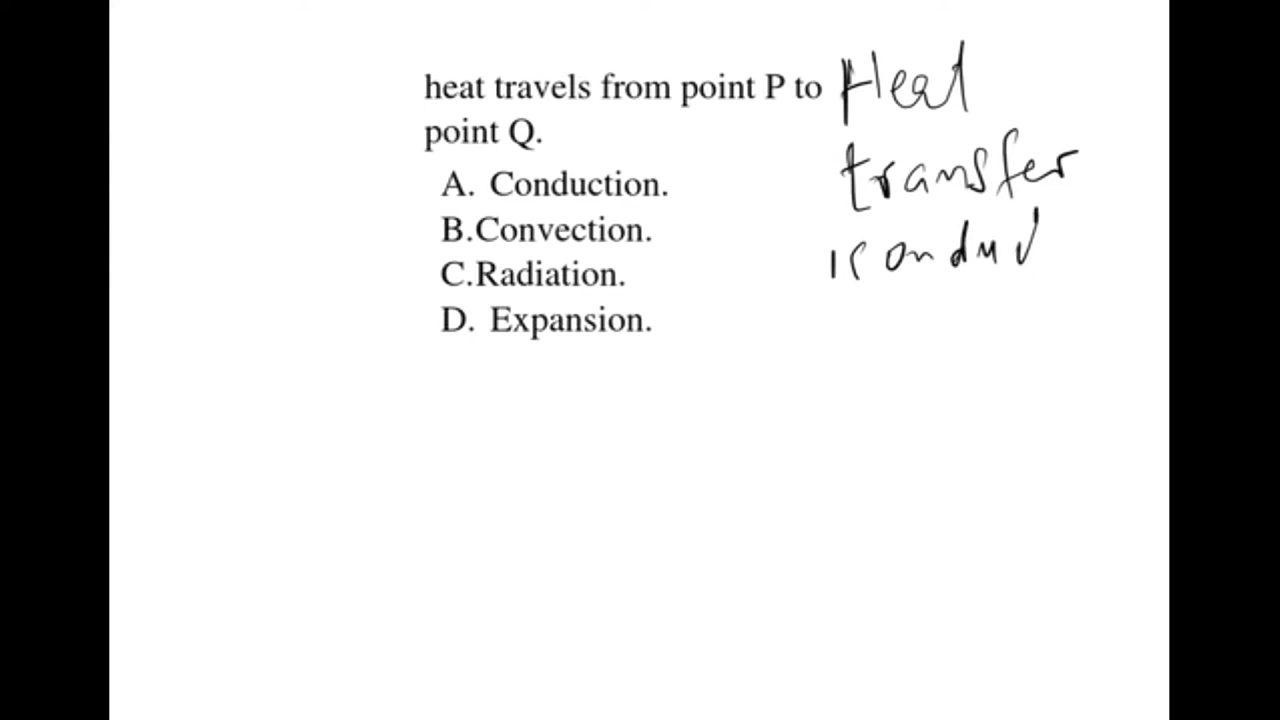 heat travels from point P to
point Q.
A. Conduction.
B.Convection.
C.Radiation.
D. Expansion.
Heat
transfer